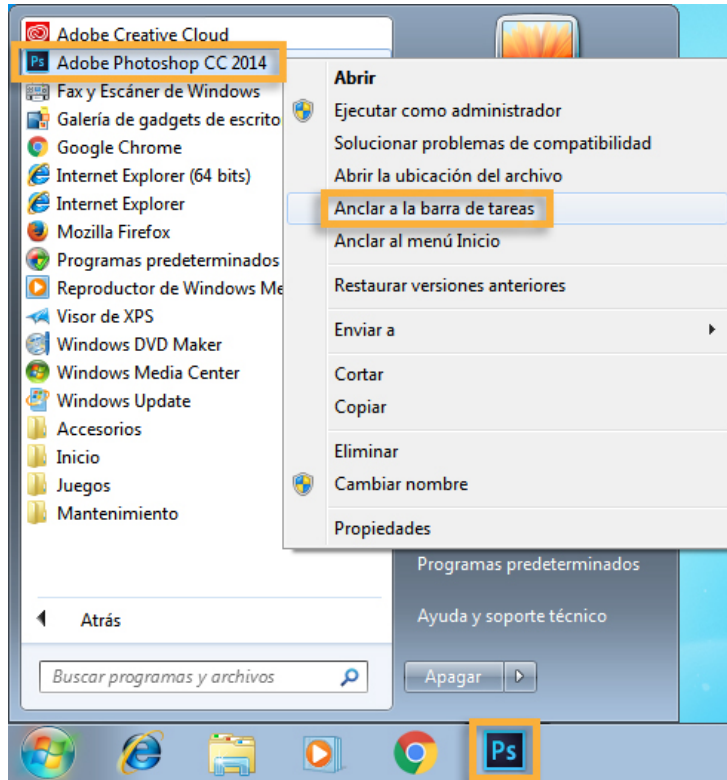 Adobe Creative Cloud
Ps Adobe Photoshop CC 2014
Fax y Escáner de Windows
Galería de gadgets de escrito
Google Chrome
Internet Explorer (64 bits)
Internet Explorer
Mozilla Firefox
Programas predeterminados
Reproductor de Windows Me
Visor de XPS
Windows DVD Maker
Windows Media Center
Windows Update
Accesorios
Inicio
Juegos
Mantenimiento
Atrás
Buscar programas y archivos
Abrir
Ejecutar como administrador
Solucionar problemas de compatibilidad
Abrir la ubicación del archivo
Anclar a la barra de tareas
Anclar al menú Inicio
Restaurar versiones anteriores
Enviar a
Cortar
Copiar
Eliminar
Cambiar nombre
Propiedades
Programas predeterminados
Ayuda y soporte técnico
Apagar
Ps